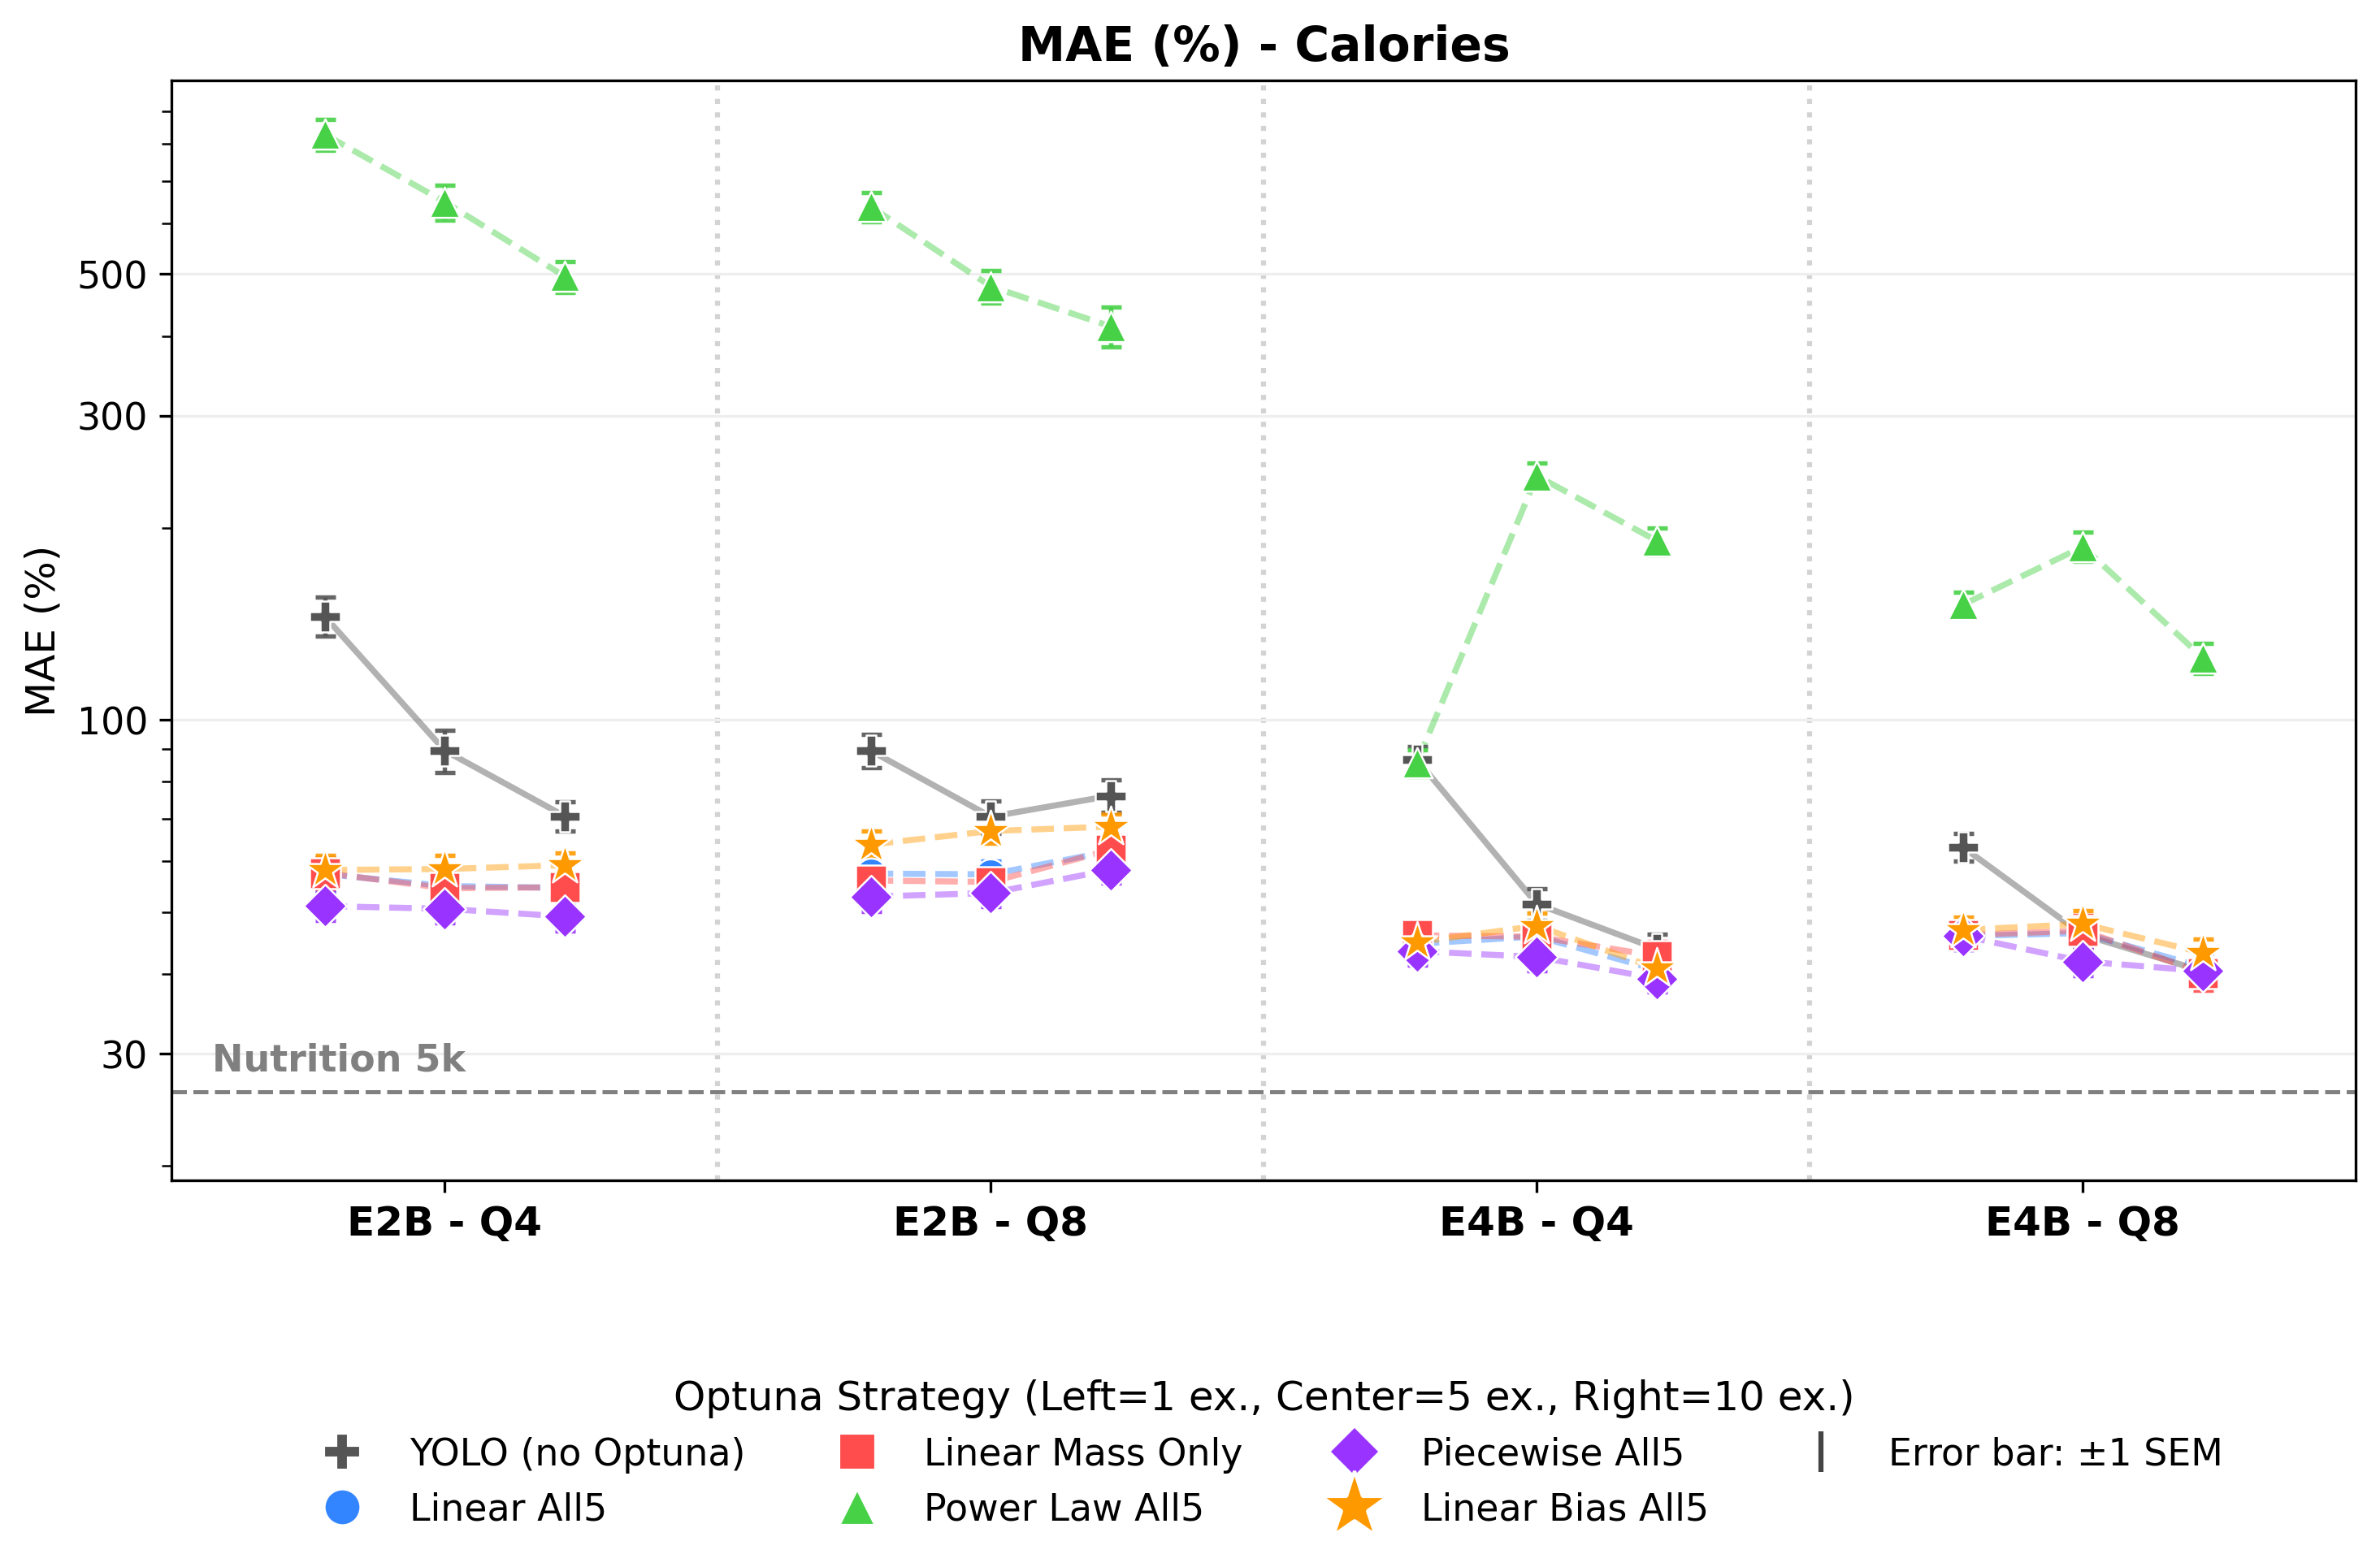 MAE (%) - Calories
MAE (%)
500
300
100
30
Nutrition 5k
E2B - Q4
E2B - Q8
E4B - Q4
E4B - Q8
Optuna Strategy (Left=1 ex., Center=5 ex., Right=10 ex.)
YOLO (no Optuna)
Linear Mass Only
Piecewise All5
Error bar: ±1 SEM
Linear All5
Power Law All5
Linear Bias All5